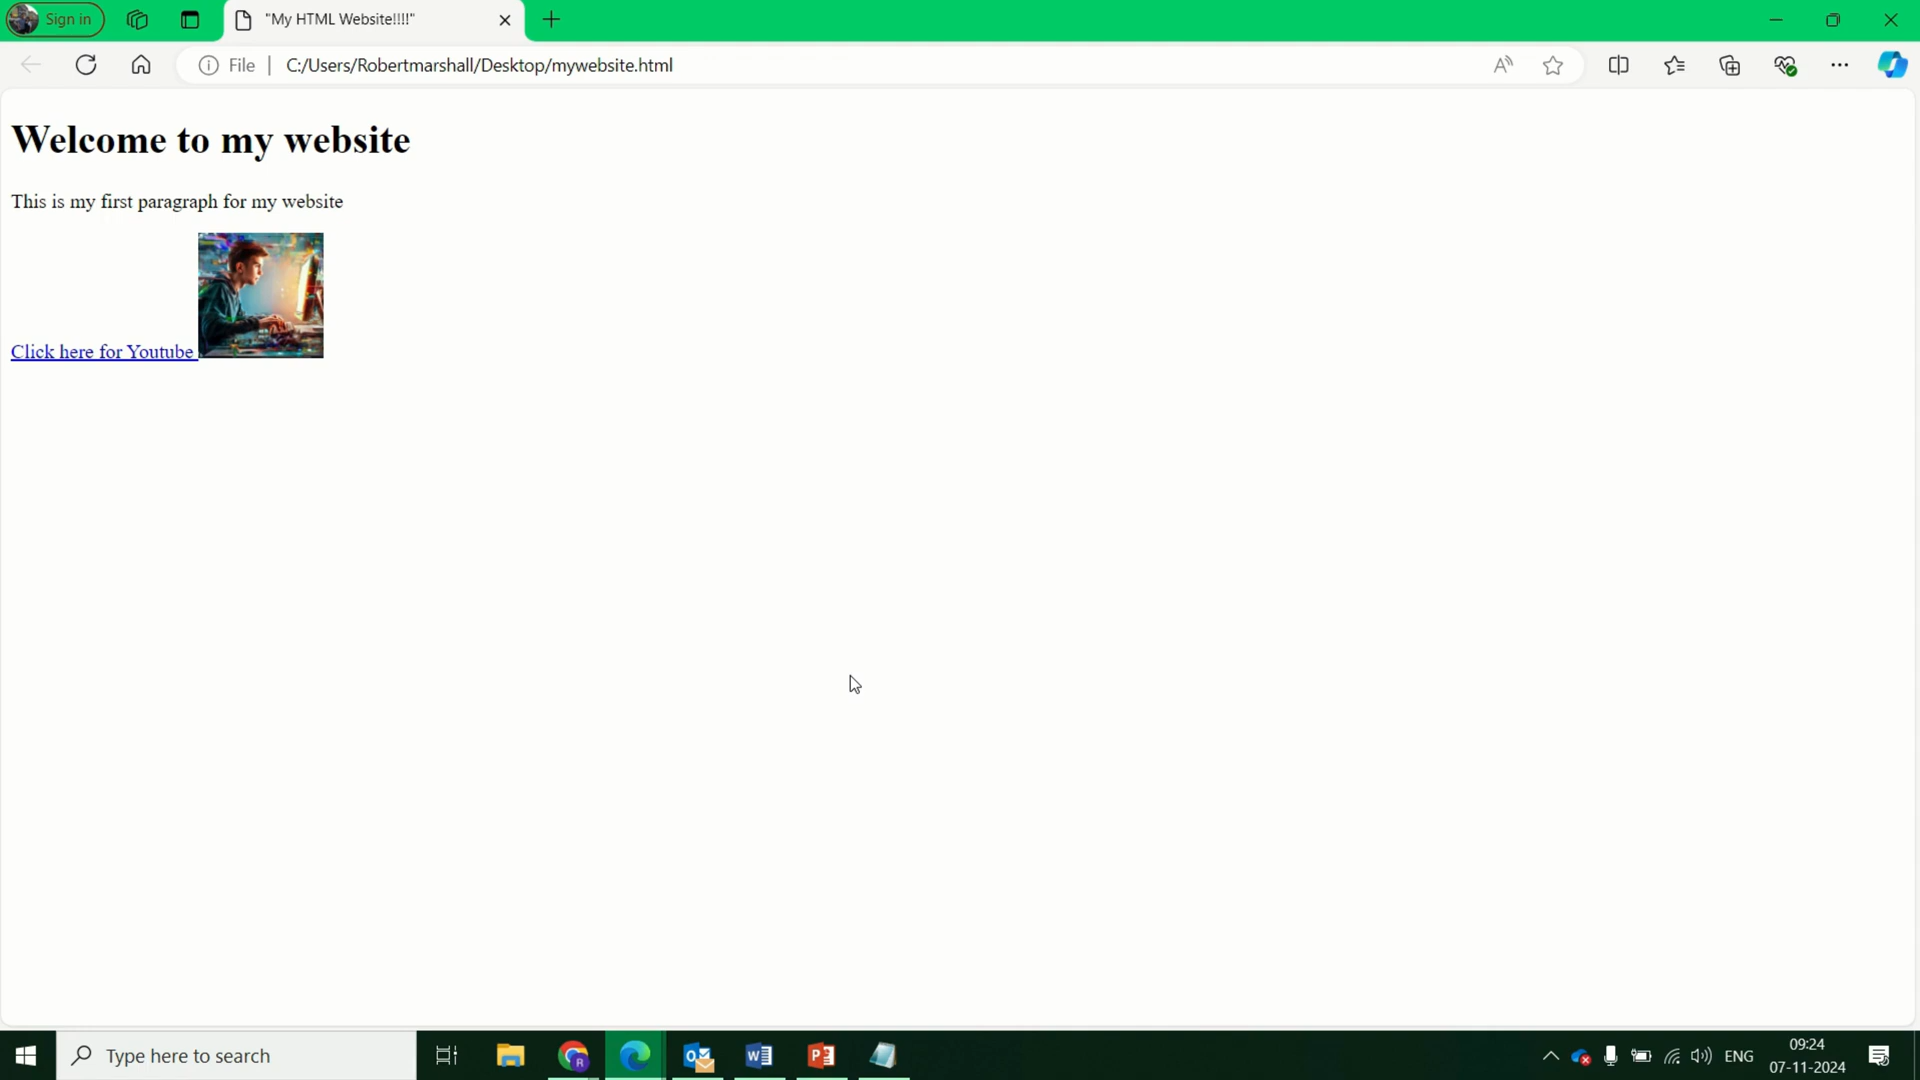 Sign in
"My HTML Website!!!!"
File
C:/Users/Robertmarshall/Desktop/mywebsite.html
Welcome to my website
This is my first paragraph for my website
Click here for Youtube
Type here to search
ENG
09:24
07-11-2024